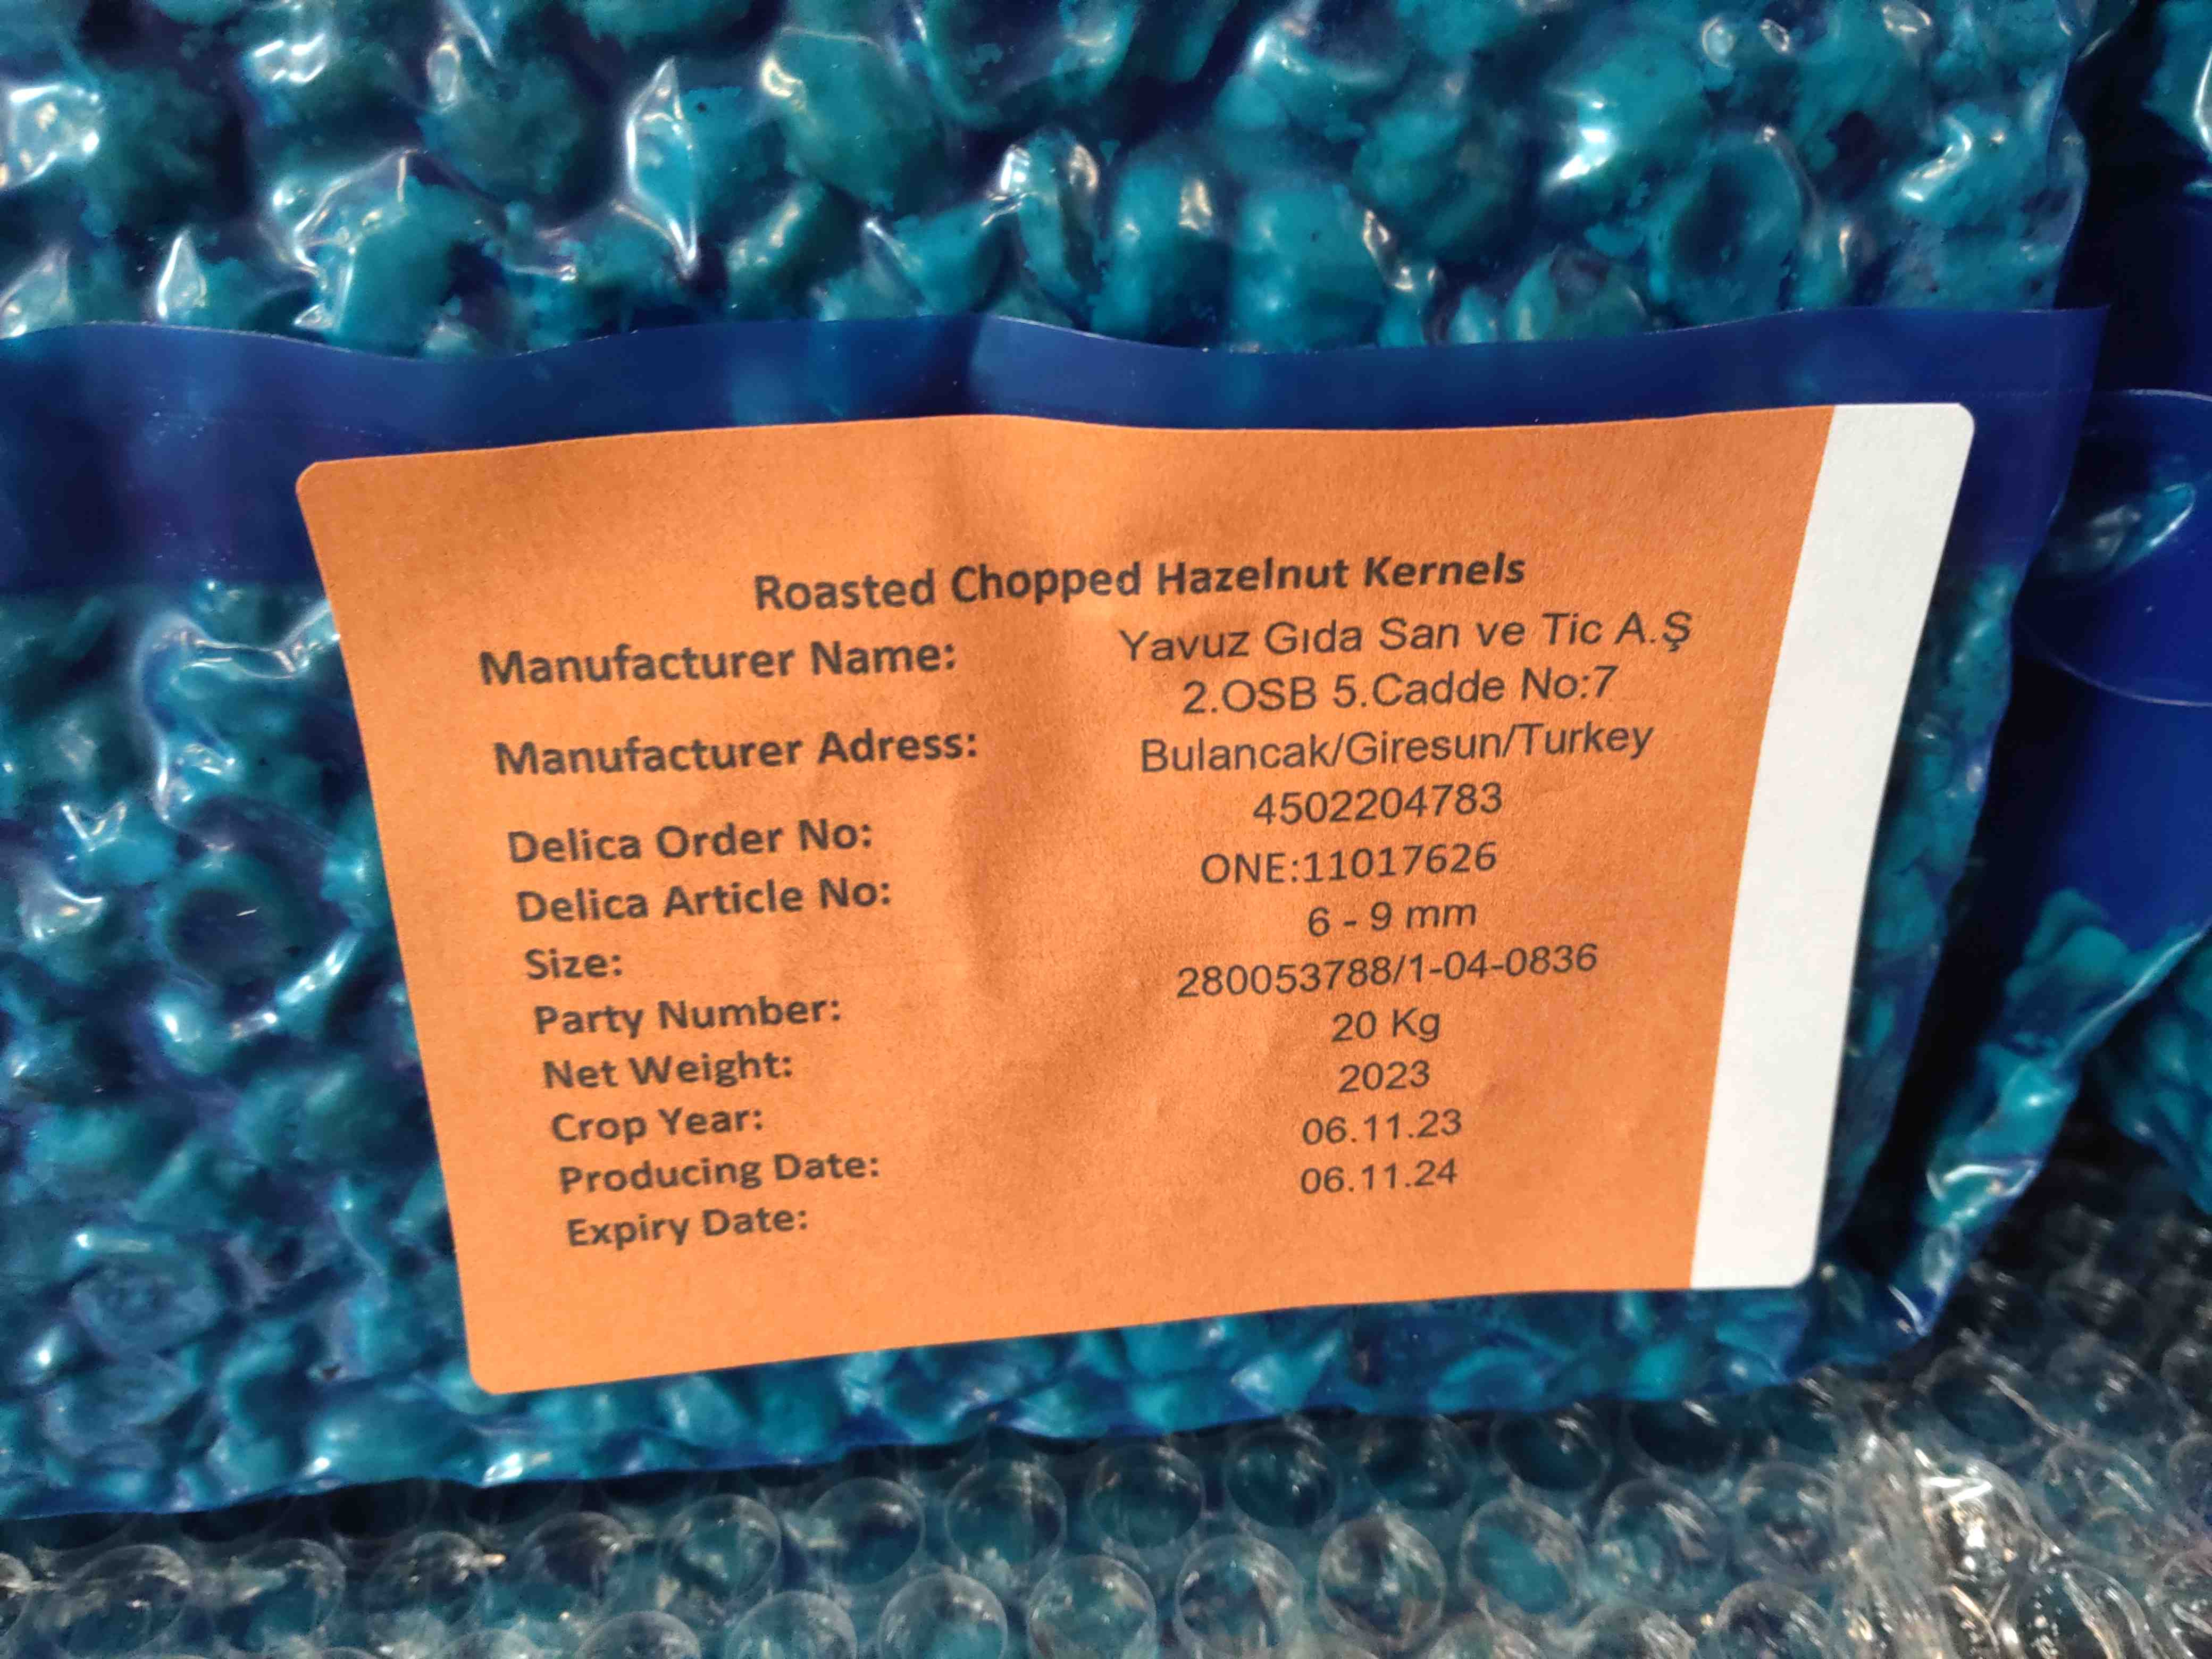 Roasted Chopped Hazelnut Kernels
Manufacturer Name: Yavuz Gıda San ve Tic A.Ş
2.OSB 5.Cadde No:7
Manufacturer Adress: Bulancak/Giresun/Turkey
Delica Order No: 4502204783
Delica Article No: ONE:11017626
Size: 6 - 9 mm
Party Number: 280053788/1-04-0836
Net Weight: 20 Kg
Crop Year: 2023
Producing Date: 06.11.23
Expiry Date: 06.11.24